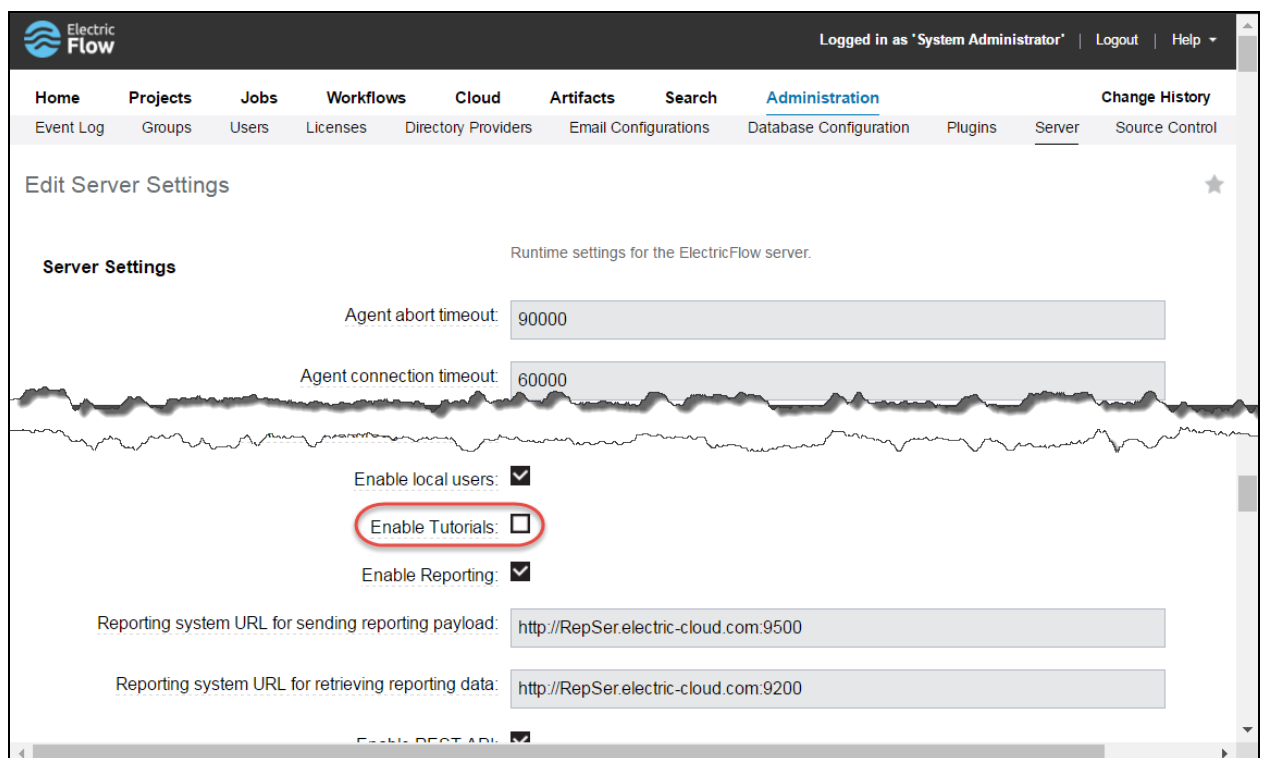 Electric
Flow
Logged in as 'System Administrator' | Logout | Help
Home Projects Jobs Workflows Cloud Artifacts Search Administration Change History
Event Log Groups Users Licenses Directory Providers Email Configurations Database Configuration Plugins Server Source Control
Edit Server Settings
Server Settings
Runtime settings for the ElectricFlow server.
Agent abort timeout: 90000
Agent connection timeout: 60000
Enable local users:
Enable Tutorials:
Enable Reporting:
Reporting system URL for sending reporting payload: http://RepSer.electric-cloud.com:9500
Reporting system URL for retrieving reporting data: http://RepSer.electric-cloud.com:9200
Enable REST API: